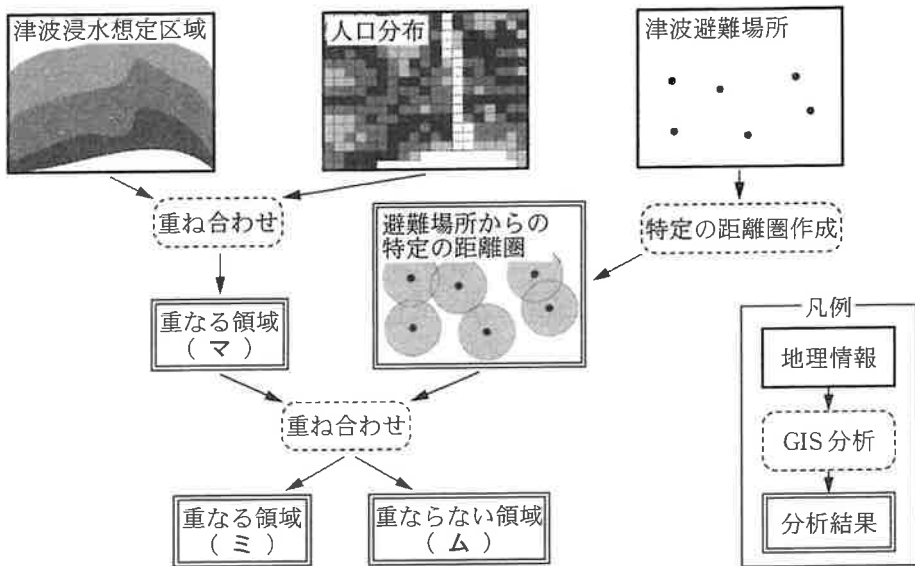 津波浸水想定区域
人口分布
津波避難場所
重ね合わせ
避難場所からの
特定の距離圏
特定の距離圏作成
重なる領域
( マ )
凡例
地理情報
重ね合わせ
GIS分析
重なる領域
( ミ )
重ならない領域
( ム )
分析結果